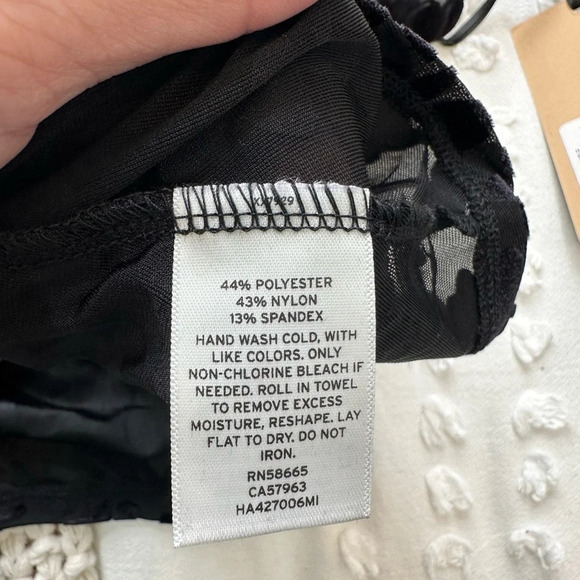 44% POLYESTER
43% NYLON
13% SPANDEX
HAND WASH COLD, WITH
LIKE COLORS. ONLY
NON-CHLORINE BLEACH IF
NEEDED. ROLL IN TOWEL
TO REMOVE EXCESS
MOISTURE, RESHAPE. LAY
FLAT TO DRY. DO NOT
IRON.
RN58665
CA57963
HA427006MI